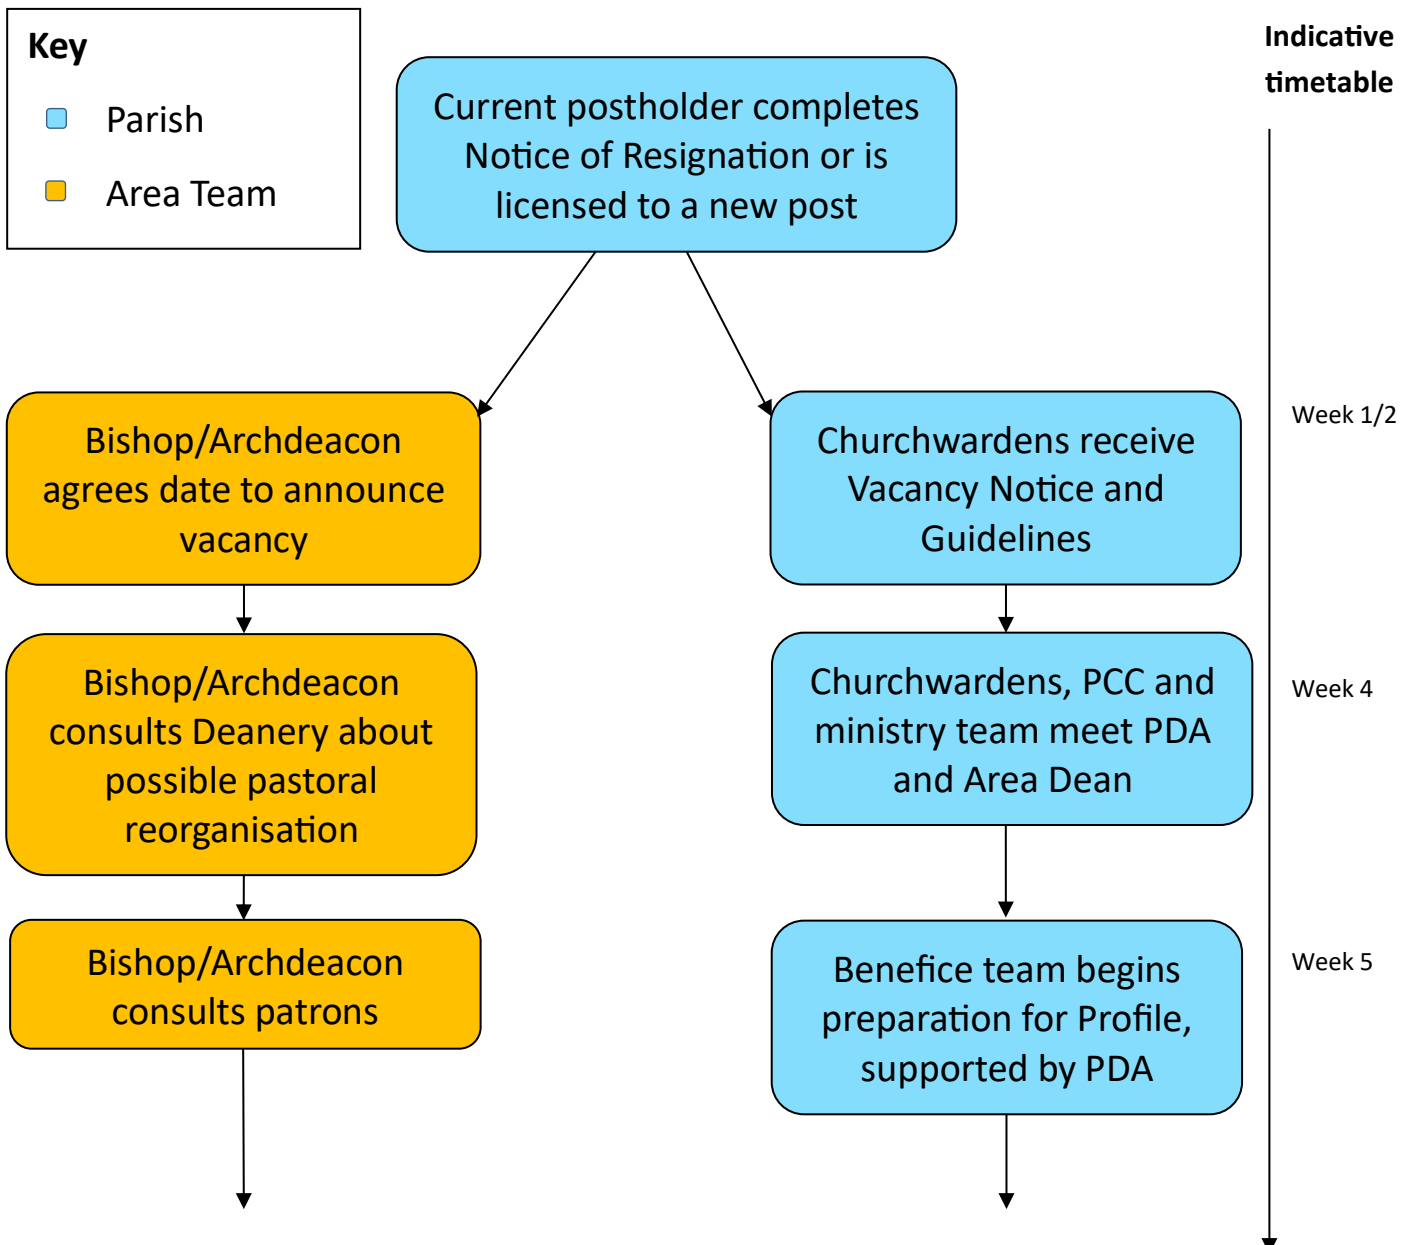 Key
Parish
Area Team
Indicative
timetable
Current postholder completes
Notice of Resignation or is
licensed to a new post
Bishop/Archdeacon
agrees date to announce
vacancy
Churchwardens receive
Vacancy Notice and
Guidelines
Week 1/2
Bishop/Archdeacon
consults Deanery about
possible pastoral
reorganisation
Churchwardens, PCC and
ministry team meet PDA
and Area Dean
Week 4
Bishop/Archdeacon
consults patrons
Benefice team begins
preparation for Profile,
supported by PDA
Week 5